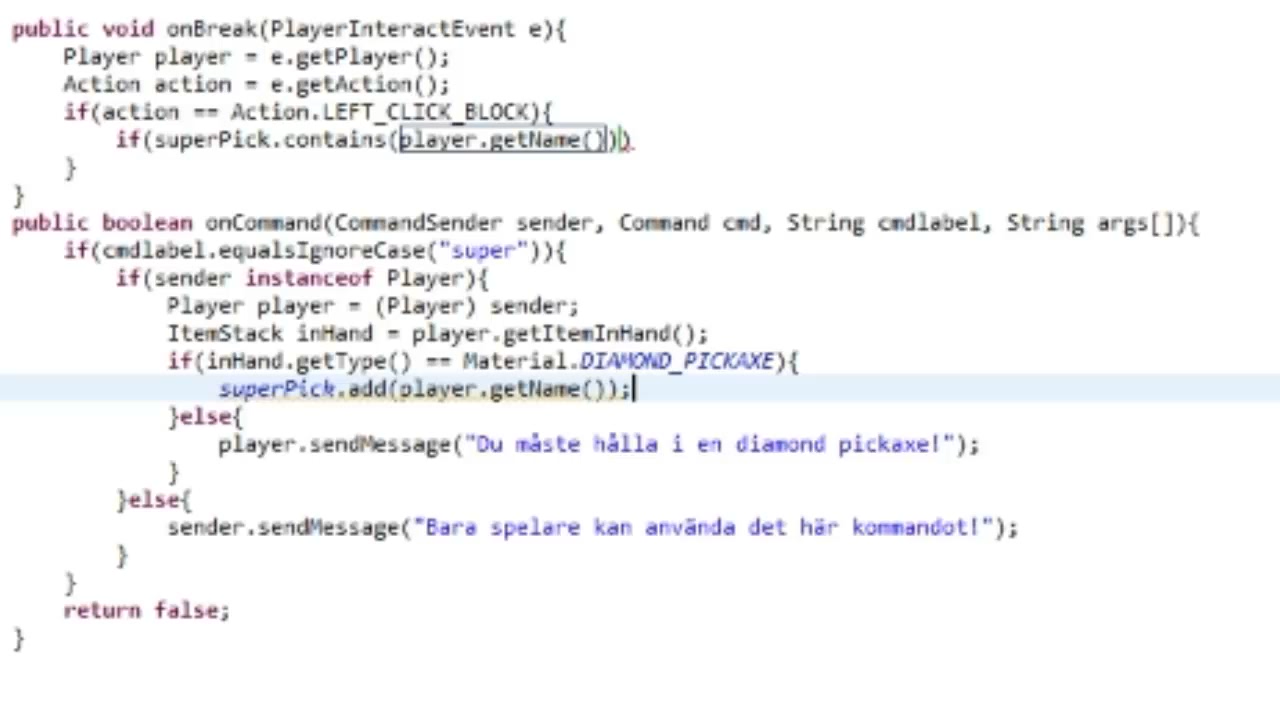 public void onBreak(PlayerInteractEvent e){
Player player = e.getPlayer();
Action action = e.getAction();
if(action == Action.LEFT_CLICK_BLOCK){
if(superPick.contains(player.getName()))
}
}
public boolean onCommand(CommandSender sender, Command cmd, String cmdlabel, String args[]){
if(cmdlabel.equalsIgnoreCase("super")){
if(sender instanceof Player){
Player player = (Player) sender;
ItemStack inHand = player.getItemInHand();
if(inHand.getType() == Material.DIAMOND_PICKAXE){
superPick.add(player.getName());
}else{
player.sendMessage("Du måste hålla i en diamond pickaxe!");
}
}else{
sender.sendMessage("Bara spelare kan använda det här kommandot!");
}
}
return false;
}